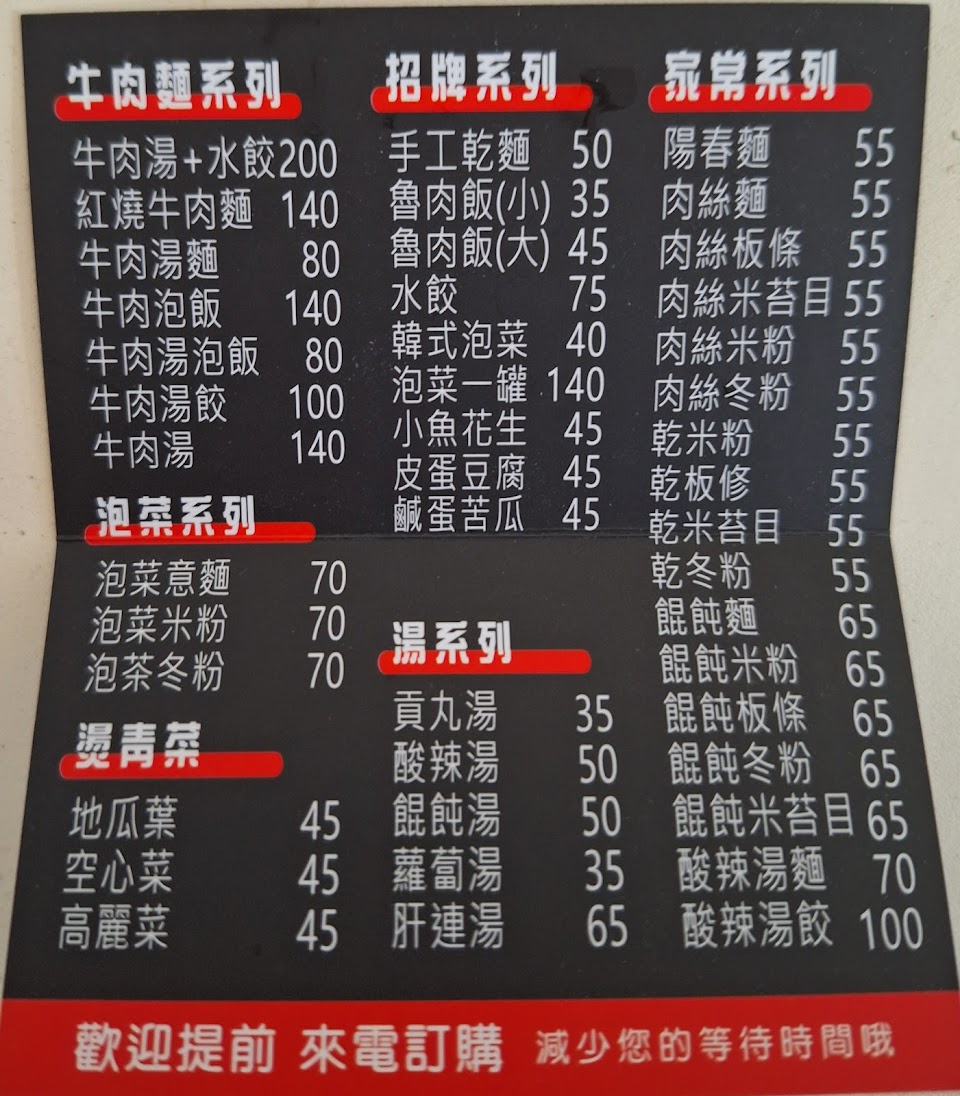 牛肉麵系列
牛肉湯+水餃200
紅燒牛肉麵 140
牛肉湯麵 80
牛肉泡飯 140
牛肉湯泡飯 80
牛肉湯餃 100
牛肉湯 140
泡菜系列
泡菜意麵 70
泡菜米粉 70
泡茶冬粉 70
燙青菜
地瓜葉 45
空心菜 45
高麗菜 45
招牌系列
手工乾麵 50
魯肉飯(小) 35
魯肉飯(大) 45
水餃 75
韓式泡菜 40
泡菜一罐 140
小魚花生 45
皮蛋豆腐 45
鹹蛋苦瓜 45
湯系列
貢丸湯 35
酸辣湯 50
餛飩湯 50
蘿蔔湯 35
肝連湯 65
家常系列
陽春麵 55
肉絲麵 55
肉絲板條 55
肉絲米苔目 55
肉絲米粉 55
肉絲冬粉 55
乾米粉 55
乾板修 55
乾米苔目 55
乾冬粉 55
餛飩麵 65
餛飩米粉 65
餛飩板條 65
餛飩冬粉 65
餛飩米苔目 65
酸辣湯麵 70
酸辣湯餃 100
歡迎提前 來電訂購 減少您的等待時間哦